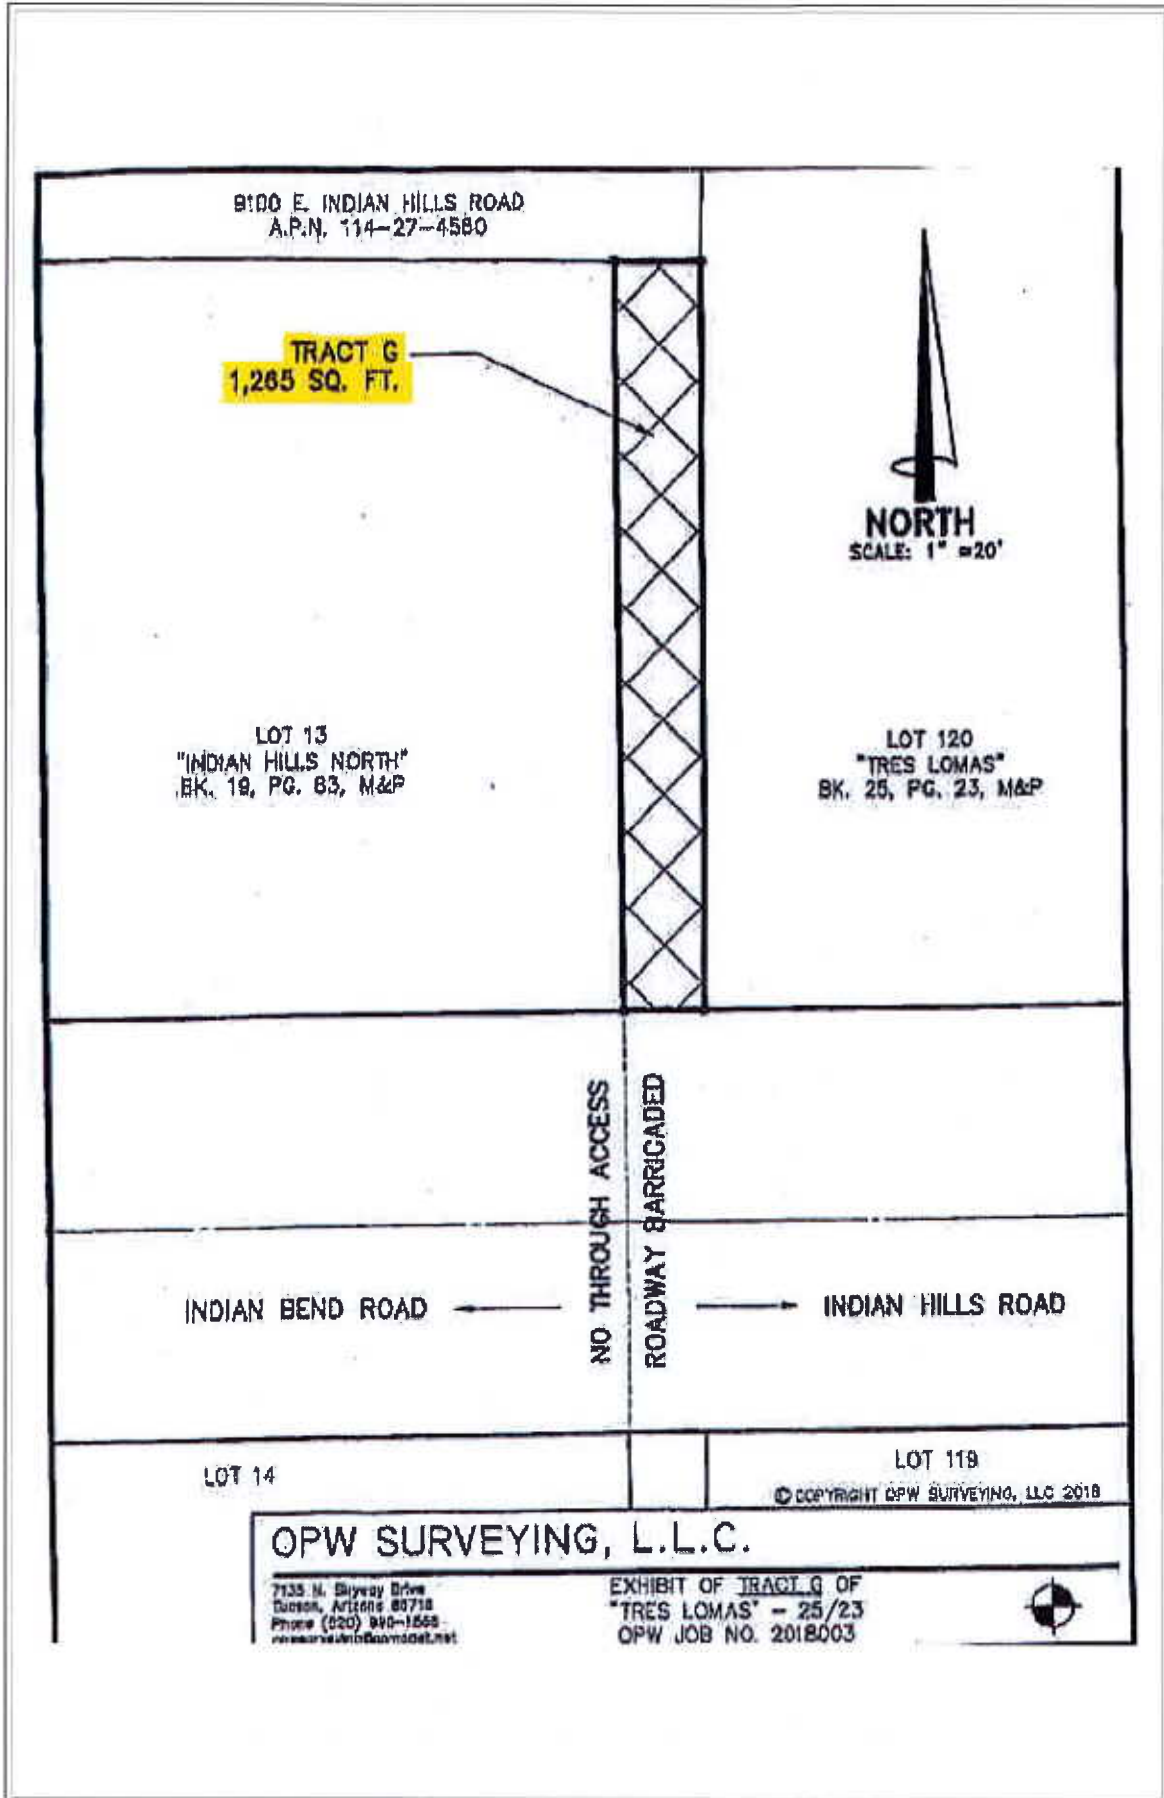 9100 E. INDIAN HILLS ROAD
A.P.N. 114-27-4580
TRACT G
1,265 SQ. FT.
NORTH
SCALE: 1" =20'
LOT 13
"INDIAN HILLS NORTH"
BK. 19, PG. 83, M&P
LOT 120
"TRES LOMAS"
BK. 25, PG. 23, M&P
NO THROUGH ACCESS
ROADWAY BARRICADED
INDIAN BEND ROAD
INDIAN HILLS ROAD
LOT 14
LOT 119
© COPYRIGHT OPW SURVEYING, LLC 2018
OPW SURVEYING, L.L.C.
7135 N. Drive
Tucson, Arizona
Phone (520)
EXHIBIT OF TRACT G OF
"TRES LOMAS" - 25/23
OPW JOB NO. 2018003